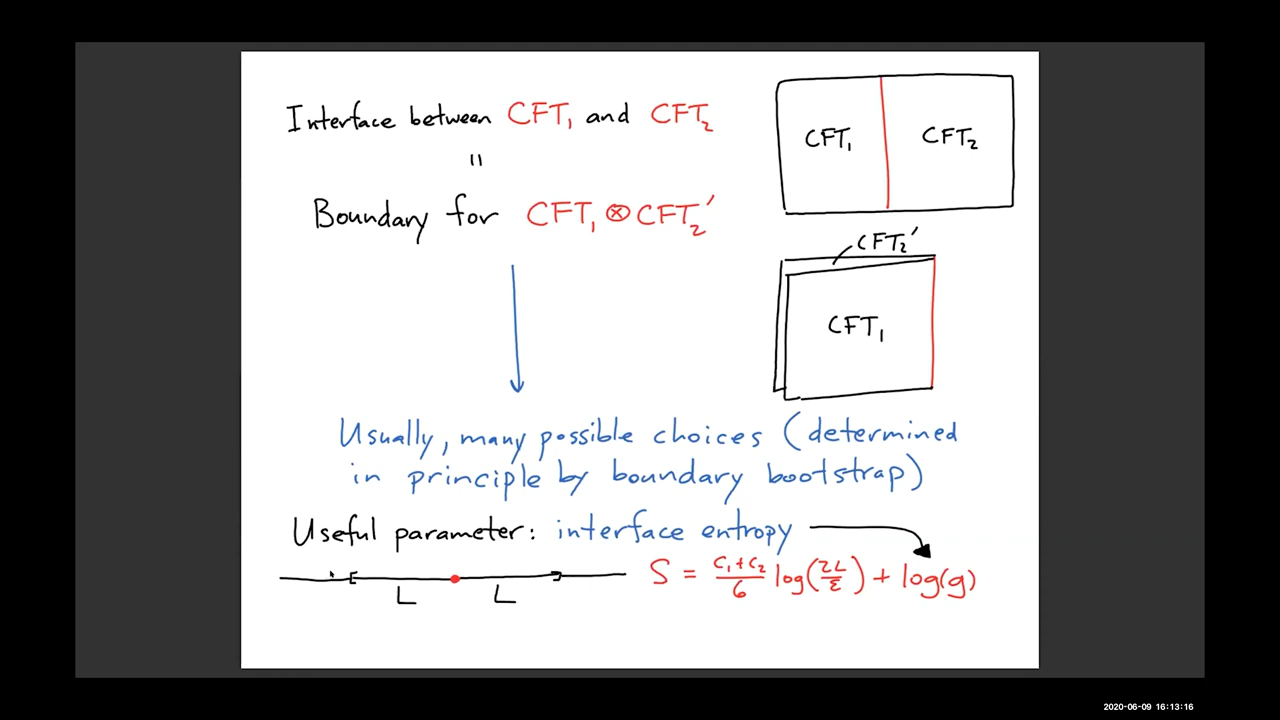 Interface between CFT₁ and CFT₂
CFT₁ CFT₂
"
Boundary for CFT₁ ⊗ CFT₂′
CFT₂′
CFT₁
Usually, many possible choices (determined
in principle by boundary bootstrap)
Useful parameter: interface entropy
L L
S = (c₁+c₂)/6 log(2L/ε) + log(g)
2020-06-09 16:13:16